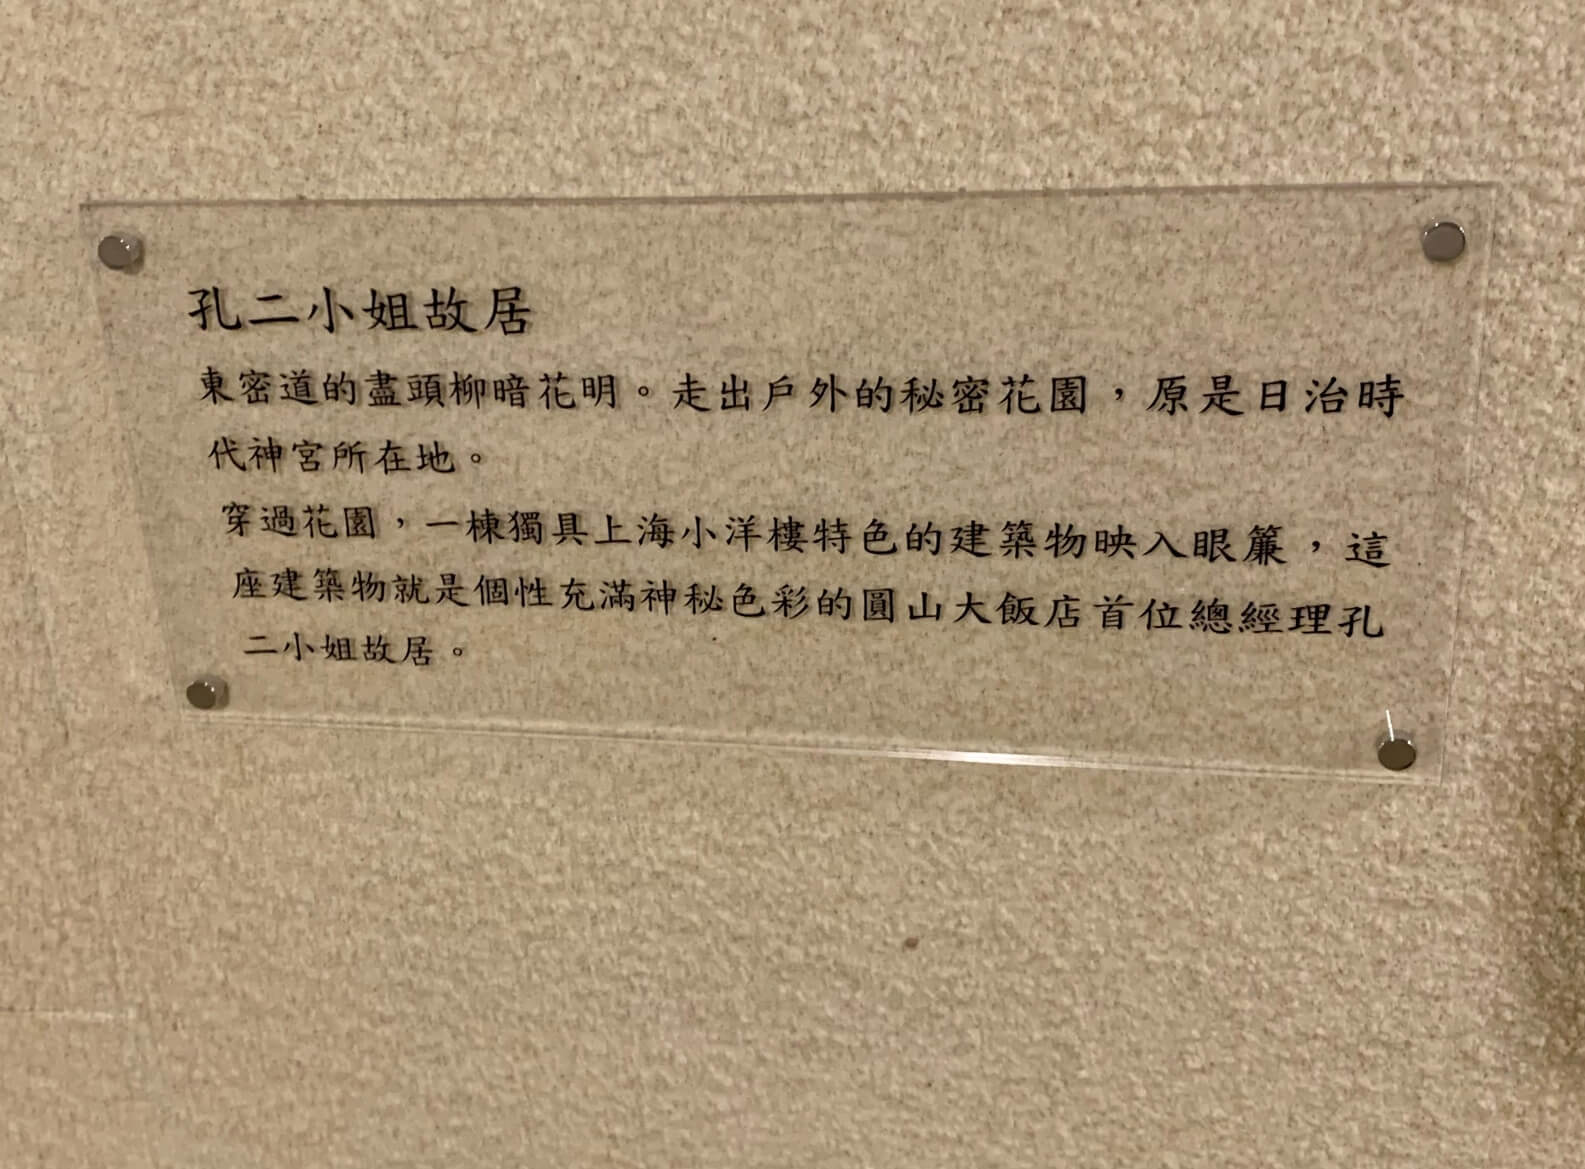 孔二小姐故居
東密道的盡頭柳暗花明。走出戶外的秘密花園，原是日治時
代神宮所在地。
穿過花園，一棟獨具上海小洋樓特色的建築物映入眼簾，這
座建築物就是個性充滿神秘色彩的圓山大飯店首位總經理孔
二小姐故居。